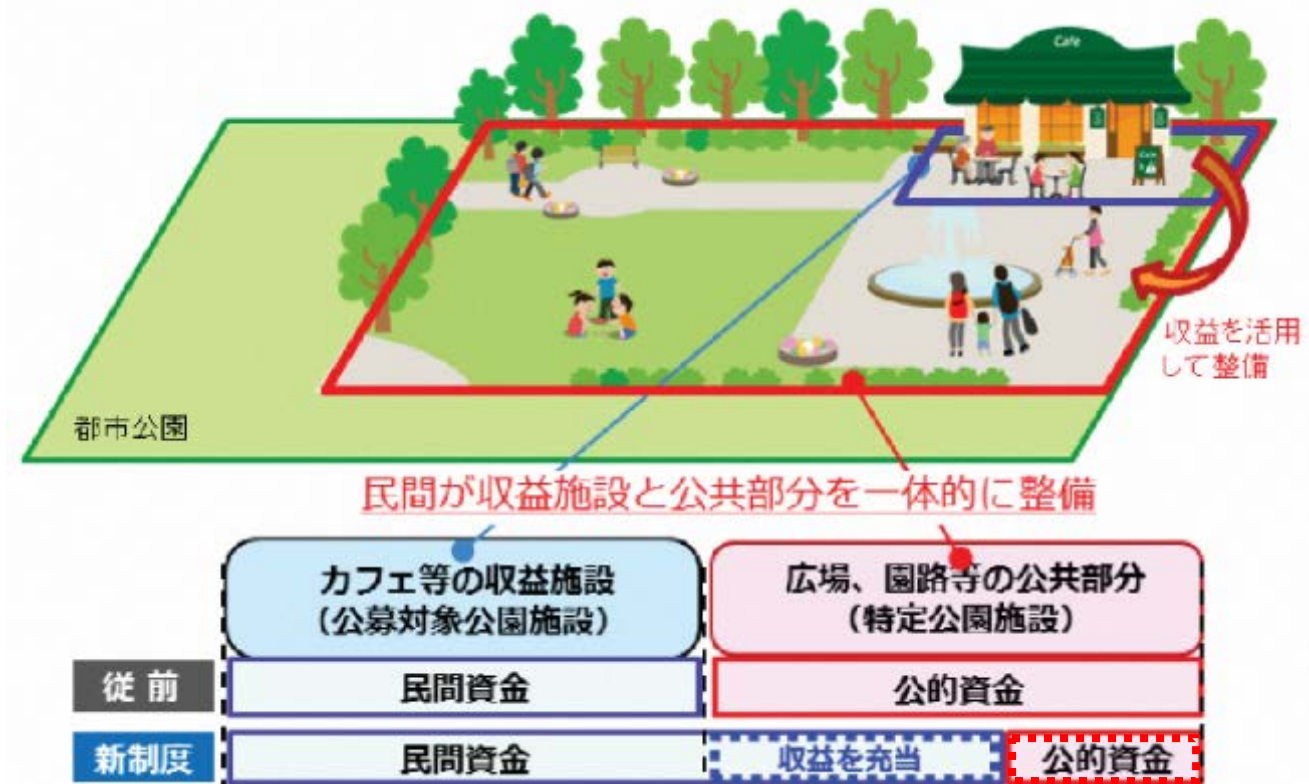 Cafe
Cafe
収益を活用
して整備
都市公園
民間が収益施設と公共部分を一体的に整備
カフェ等の収益施設
（公募対象公園施設）
広場、園路等の公共部分
（特定公園施設）
従前
民間資金
公的資金
新制度
民間資金
収益を充当
公的資金